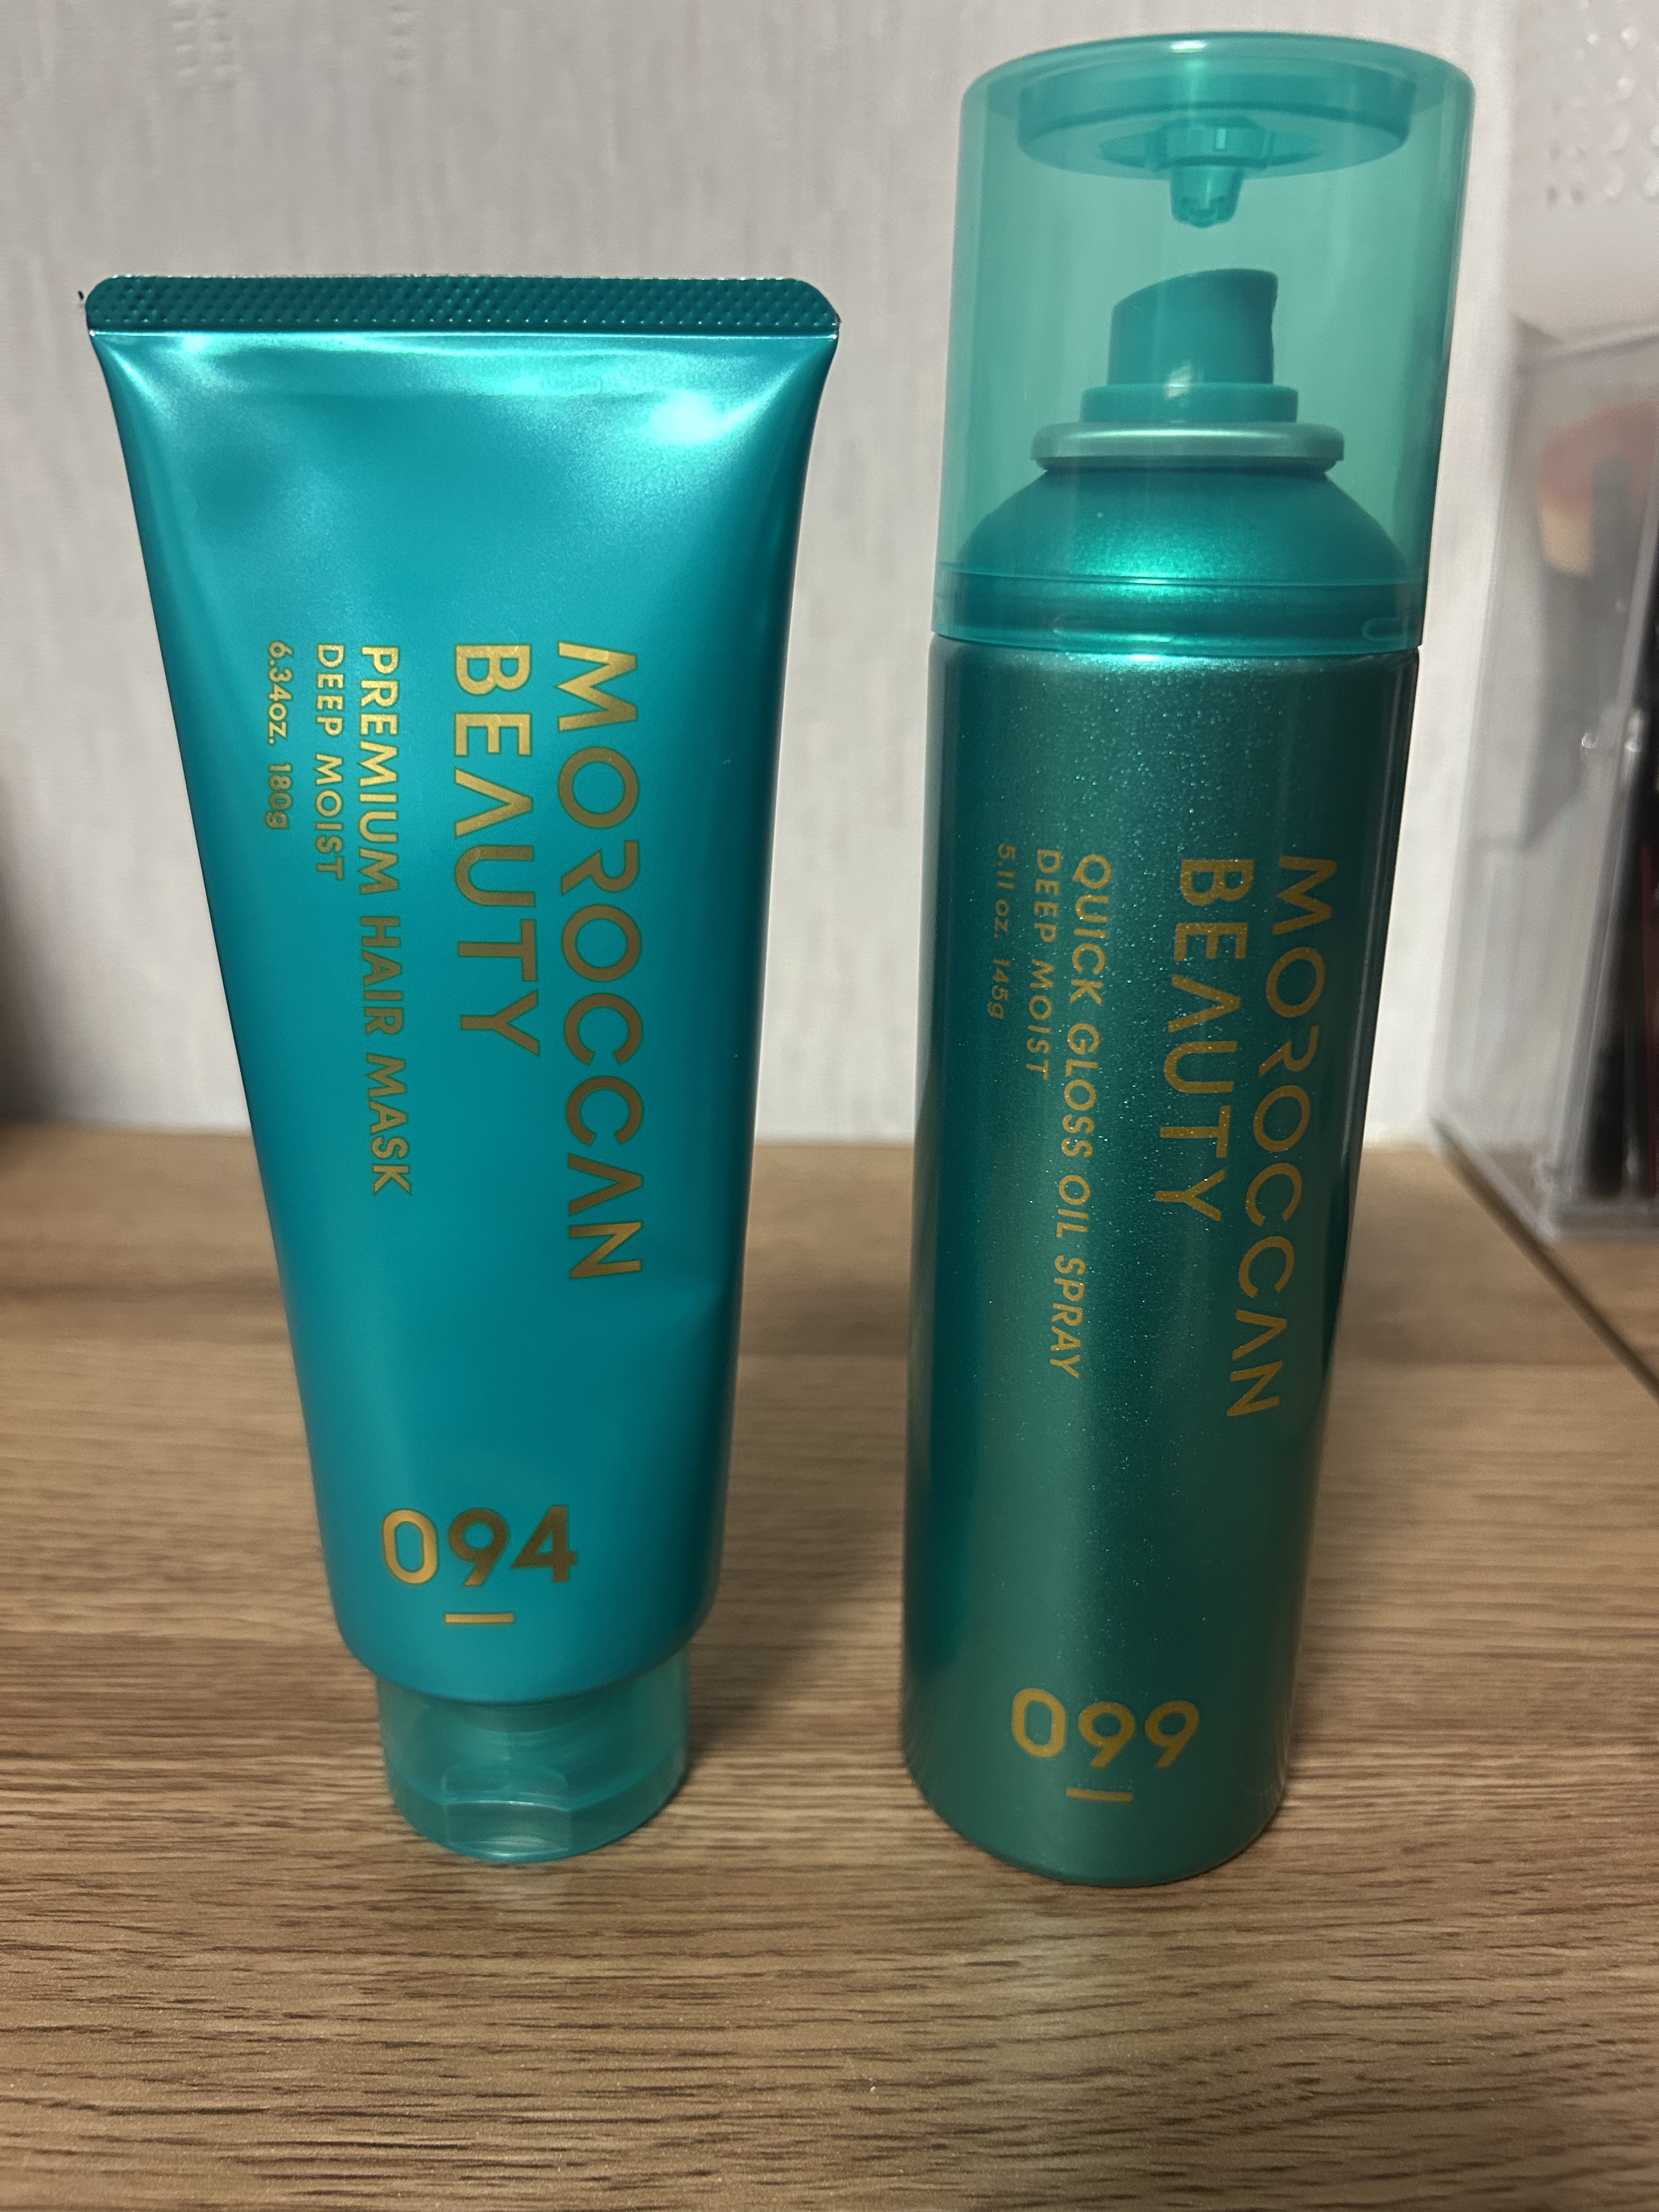 MOROCCAN
BEAUTY
PREMIUM HAIR MASK
DEEP MOIST
6.34oz. 180g
094
MOROCCAN
BEAUTY
QUICK GLOSS OIL SPRAY
DEEP MOIST
5.11 oz. 145g
099